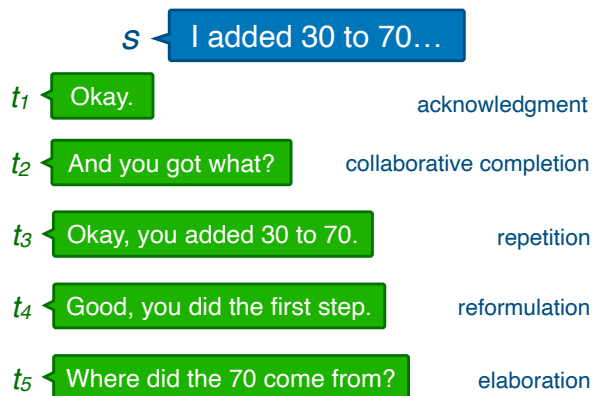 s I added 30 to 70…
t1 Okay. acknowledgment
t2 And you got what? collaborative completion
t3 Okay, you added 30 to 70. repetition
t4 Good, you did the first step. reformulation
t5 Where did the 70 come from? elaboration